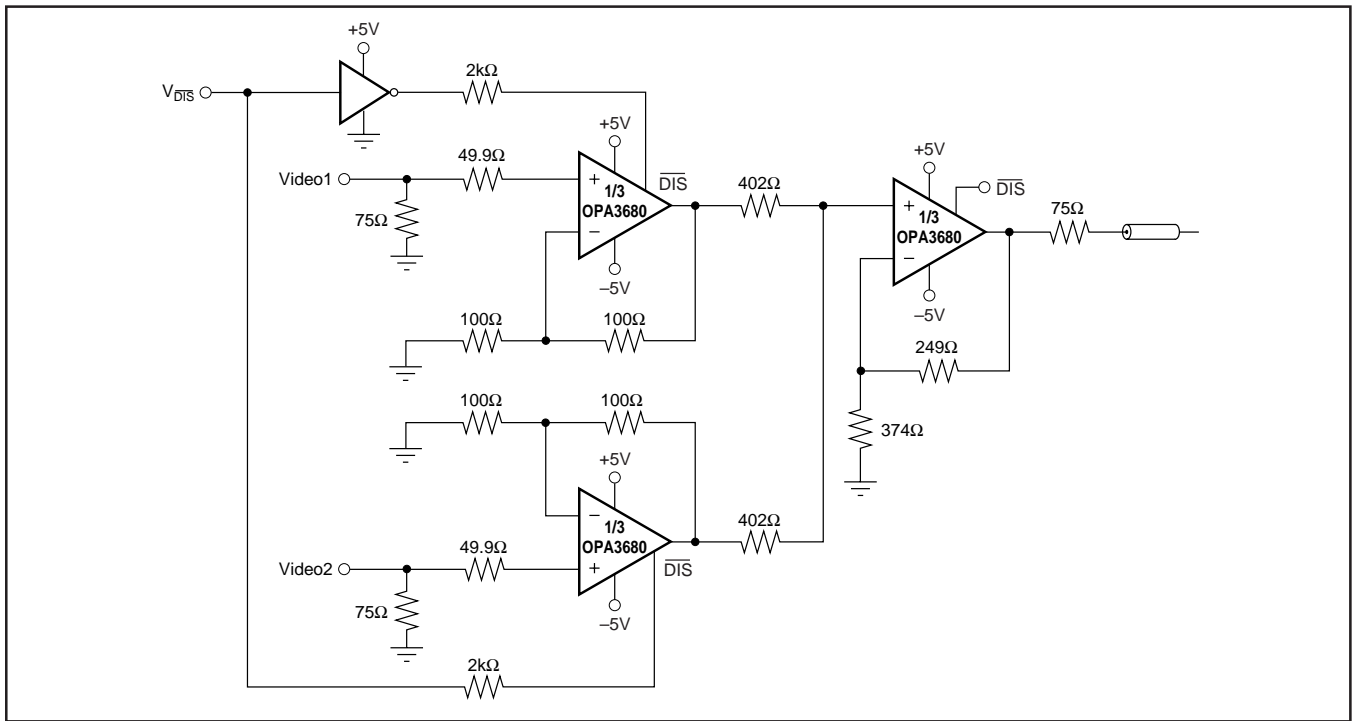 +5V
2kΩ
V DIS
+5V
Video1
49.9Ω
DIS
+
1/3
OPA3680
−
75Ω
−5V
402Ω
+5V
DIS
+
1/3
OPA3680
−
75Ω
−5V
100Ω
100Ω
249Ω
374Ω
100Ω
100Ω
+5V
−
1/3
OPA3680
+
402Ω
49.9Ω
DIS
Video2
75Ω
−5V
2kΩ